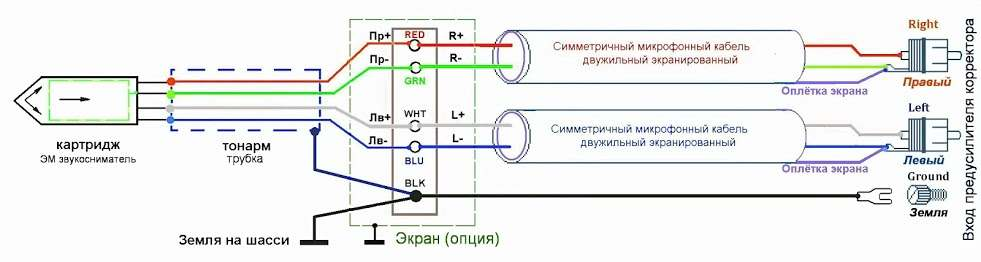 картридж
ЭМ звукосниматель
тонарм
трубка
Земля на шасси
Пр+
Пр-
Лв+
Лв-
RED
GRN
WHT
BLU
BLK
Экран (опция)
R+
R-
L+
L-
Симметричный микрофонный кабель
двужильный экранированный
Оплётка экрана
Симметричный микрофонный кабель
двужильный экранированный
Оплётка экрана
Right
Правый
Left
Левый
Ground
Земля
Вход предусилителя корректора